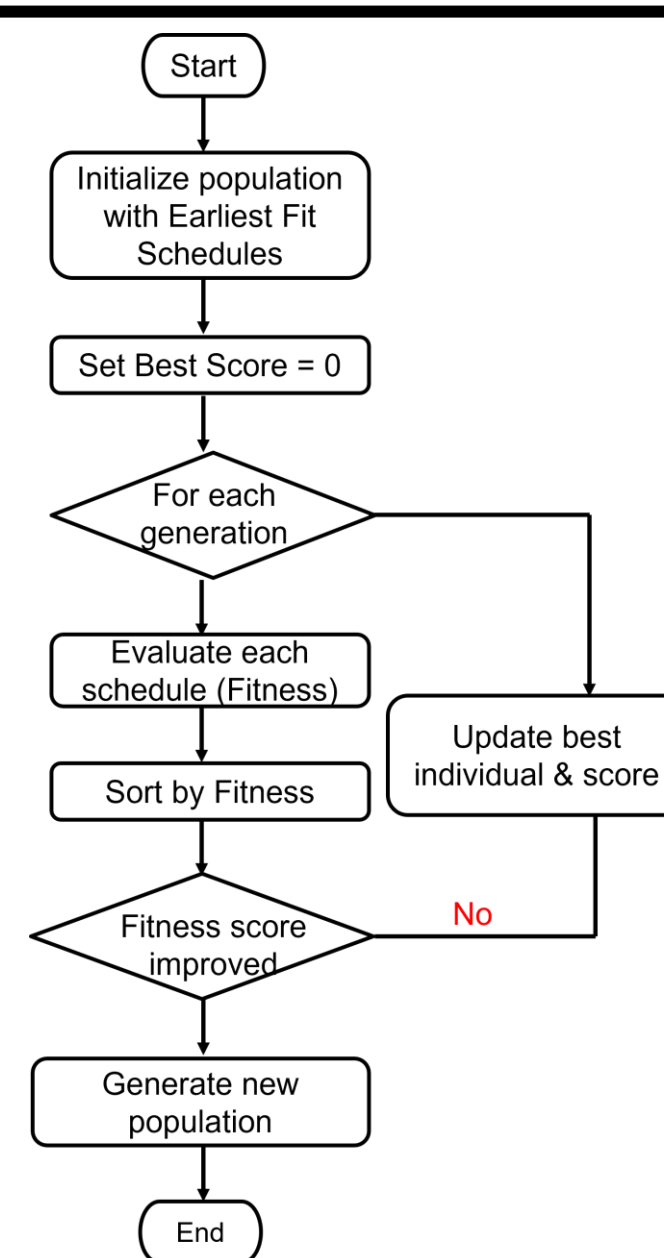 Start
Initialize population
with Earliest Fit
Schedules
Set Best Score = 0
For each
generation
Evaluate each
schedule (Fitness)
Sort by Fitness
Update best
individual & score
Fitness score
improved
No
Generate new
population
End